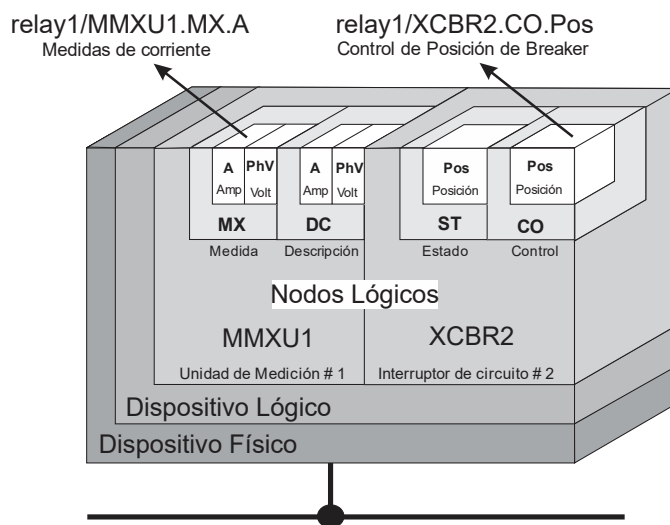 relay1/MMXU1.MX.A
Medidas de corriente
relay1/XCBR2.CO.Pos
Control de Posición de Breaker
A
Amp
PhV
Volt
A
Amp
PhV
Volt
Pos
Posición
Pos
Posición
MX
DC
ST
CO
Medida
Descripción
Estado
Control
Nodos Lógicos
MMXU1
XCBR2
Unidad de Medición # 1
Interruptor de circuito # 2
Dispositivo Lógico
Dispositivo Físico